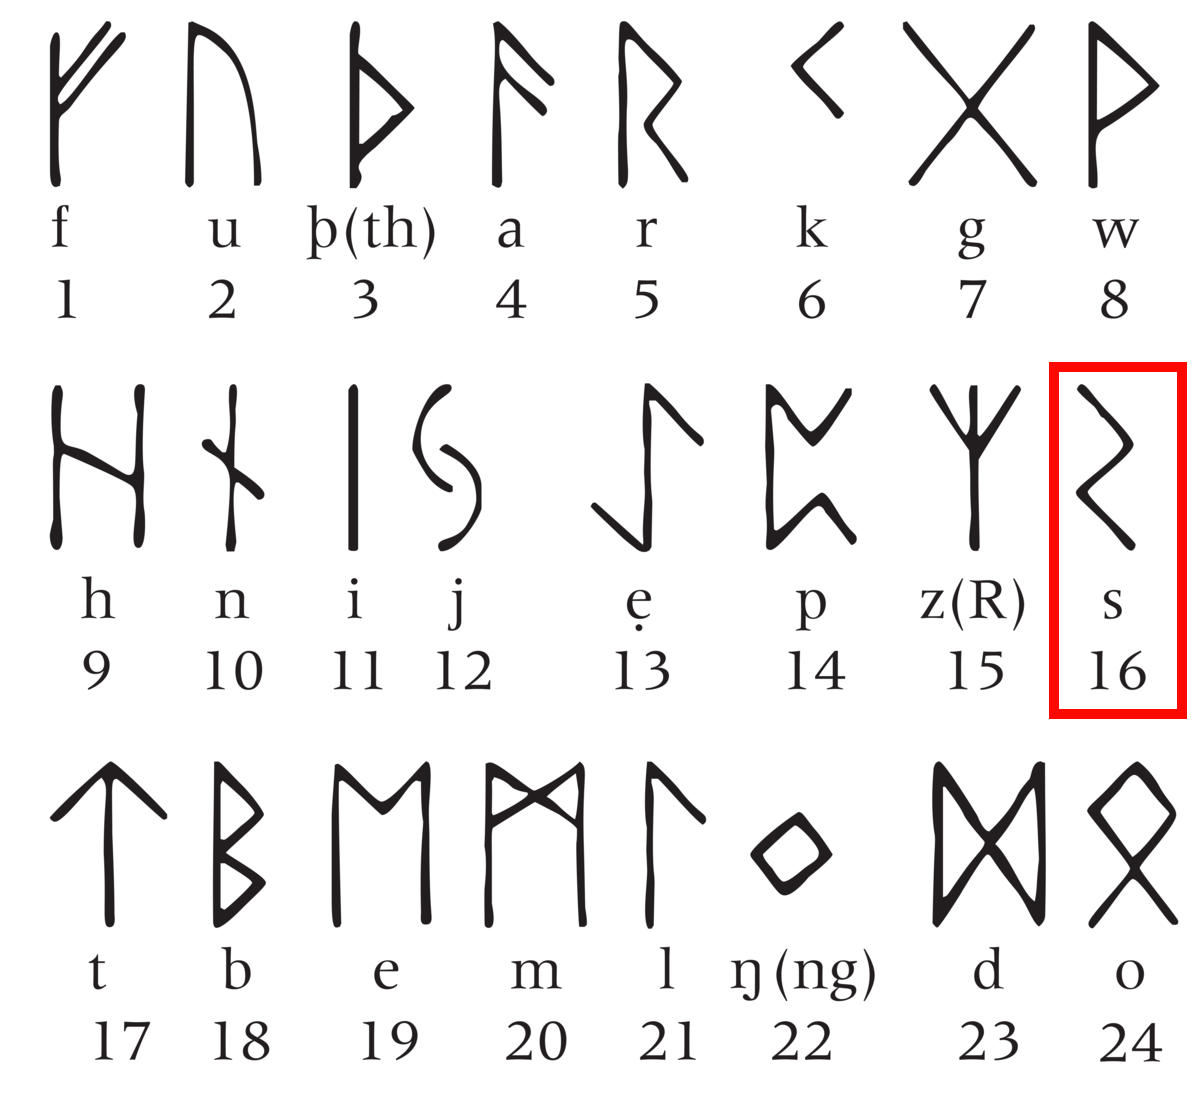 ᚠ ᚢ ᚦ ᚨ ᚱ ᚲ ᚷ ᚹ
f u þ(th) a r k g w
1 2 3 4 5 6 7 8
ᚺ ᚾ ᛁ ᛃ ᛇ ᛈ ᛉ ᛊ
h n i j ẹ p z(R) s
9 10 11 12 13 14 15 16
ᛏ ᛒ ᛖ ᛗ ᛚ ᛜ ᛞ ᛟ
t b e m l ŋ(ng) d o
17 18 19 20 21 22 23 24